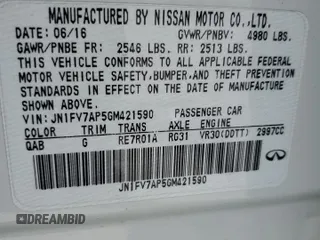 MANUFACTURED BY NISSAN MOTOR CO.,LTD.
DATE: 06/16 GVWR/PNBV: 4980 LBS.
GAWR/PNBE FR: 2546 LBS. RR: 2513 LBS.
THIS VEHICLE CONFORMS TO ALL APPLICABLE FEDERAL
MOTOR VEHICLE SAFETY,BUMPER,AND THEFT PREVENTION
STANDARDS IN EFFECT ON THE DATE OF MANUFACTURE
SHOWN ABOVE.
VIN: JN1FV7AP5GM421590 PASSENGER CAR
COLOR TRIM TRANS AXLE ENGINE
QAB G RE7R01A RG31 VR30(DDTT) 2997CC
JN1FV7AP5GM421590
INFINITI
@DREAMBID
@DREAMBID